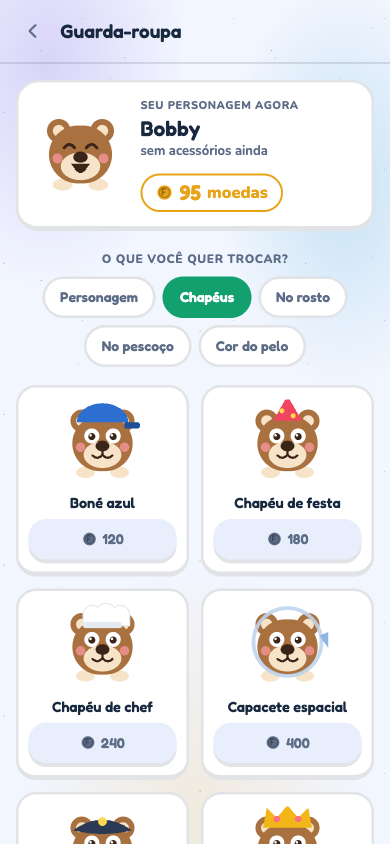 Guarda-roupa
SEU PERSONAGEM AGORA
Bobby
sem acessórios ainda
95 moedas
O QUE VOCÊ QUER TROCAR?
Personagem
Chapéus
No rosto
No pescoço
Cor do pelo
Boné azul
Chapéu de festa
120
180
Chapéu de chef
Capacete espacial
240
400